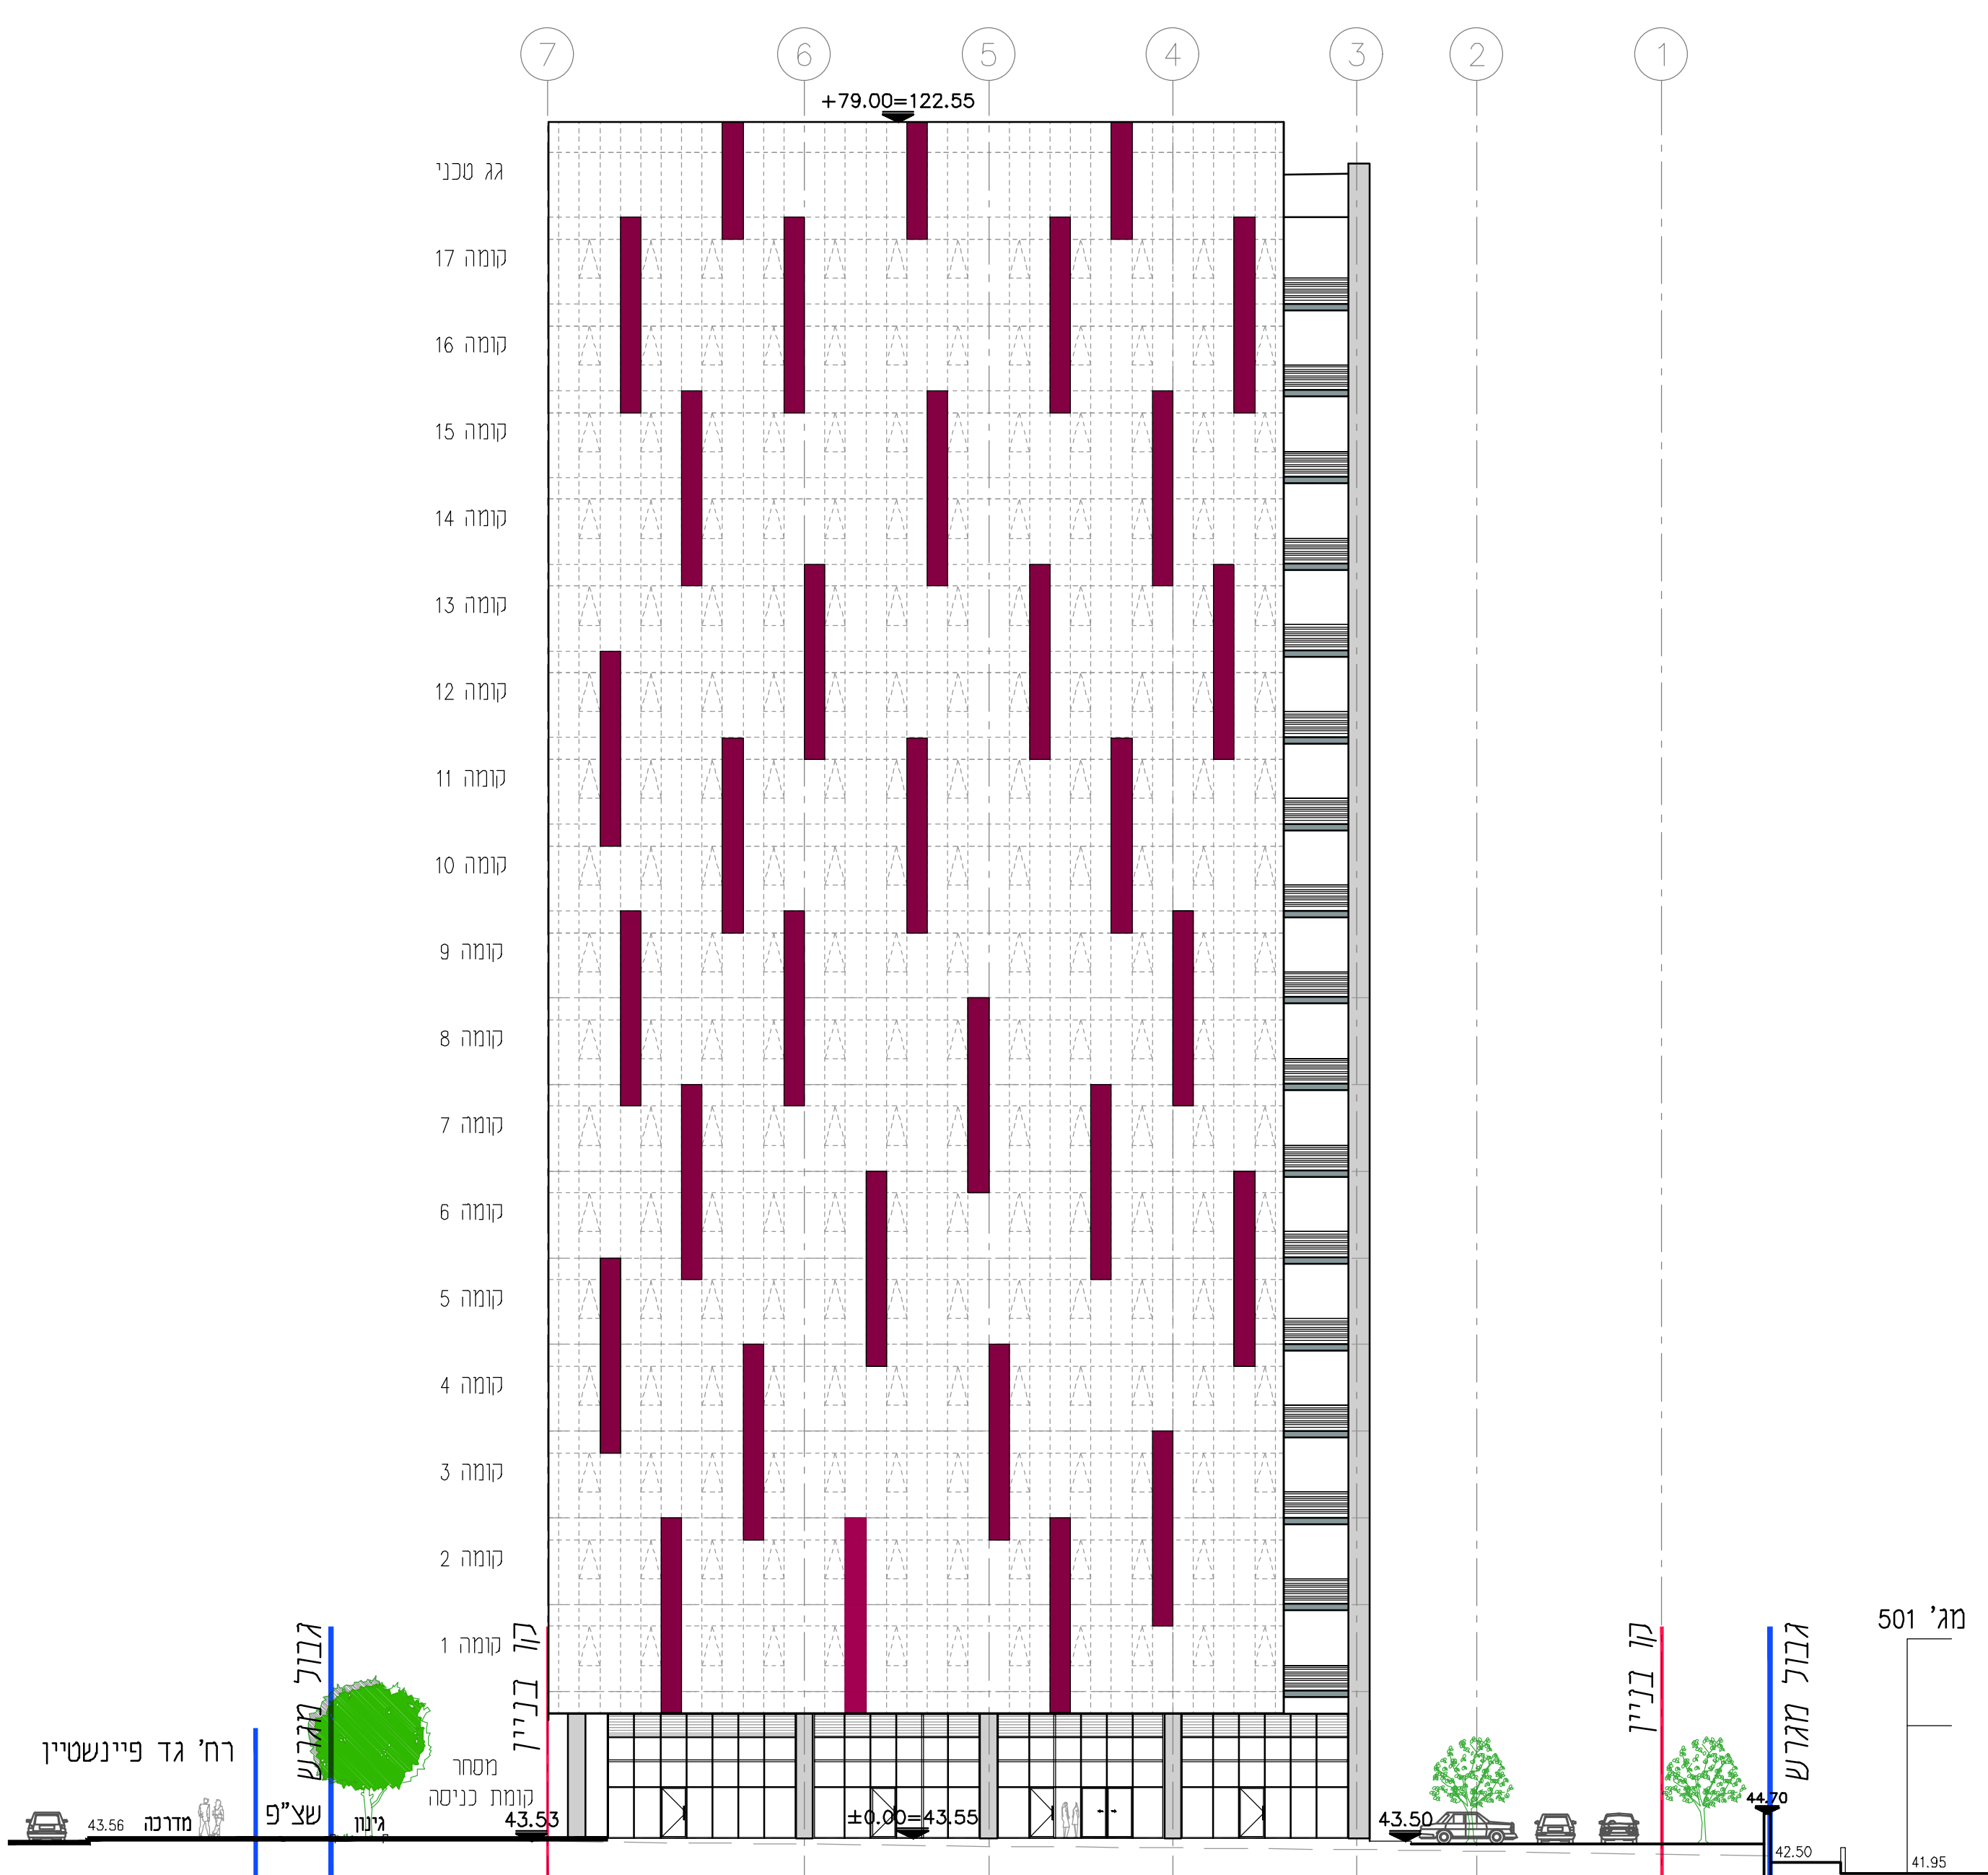 7
6
5
4
3
2
1
+79.00=122.55
גג טכני
קומה 17
קומה 16
קומה 15
קומה 14
קומה 13
קומה 12
קומה 11
קומה 10
קומה 9
קומה 8
קומה 7
קומה 6
קומה 5
קומה 4
קומה 3
קומה 2
קומה 1
מסחר
קומת כניסה
גבול מגרש
קו בניין
קו בניין
גבול מגרש
מג' 501
רח' גד פיינשטיין
43.56
מדרכה
שצ"פ
גינון
43.53
±0.00=43.55
43.50
44.70
42.50
41.95